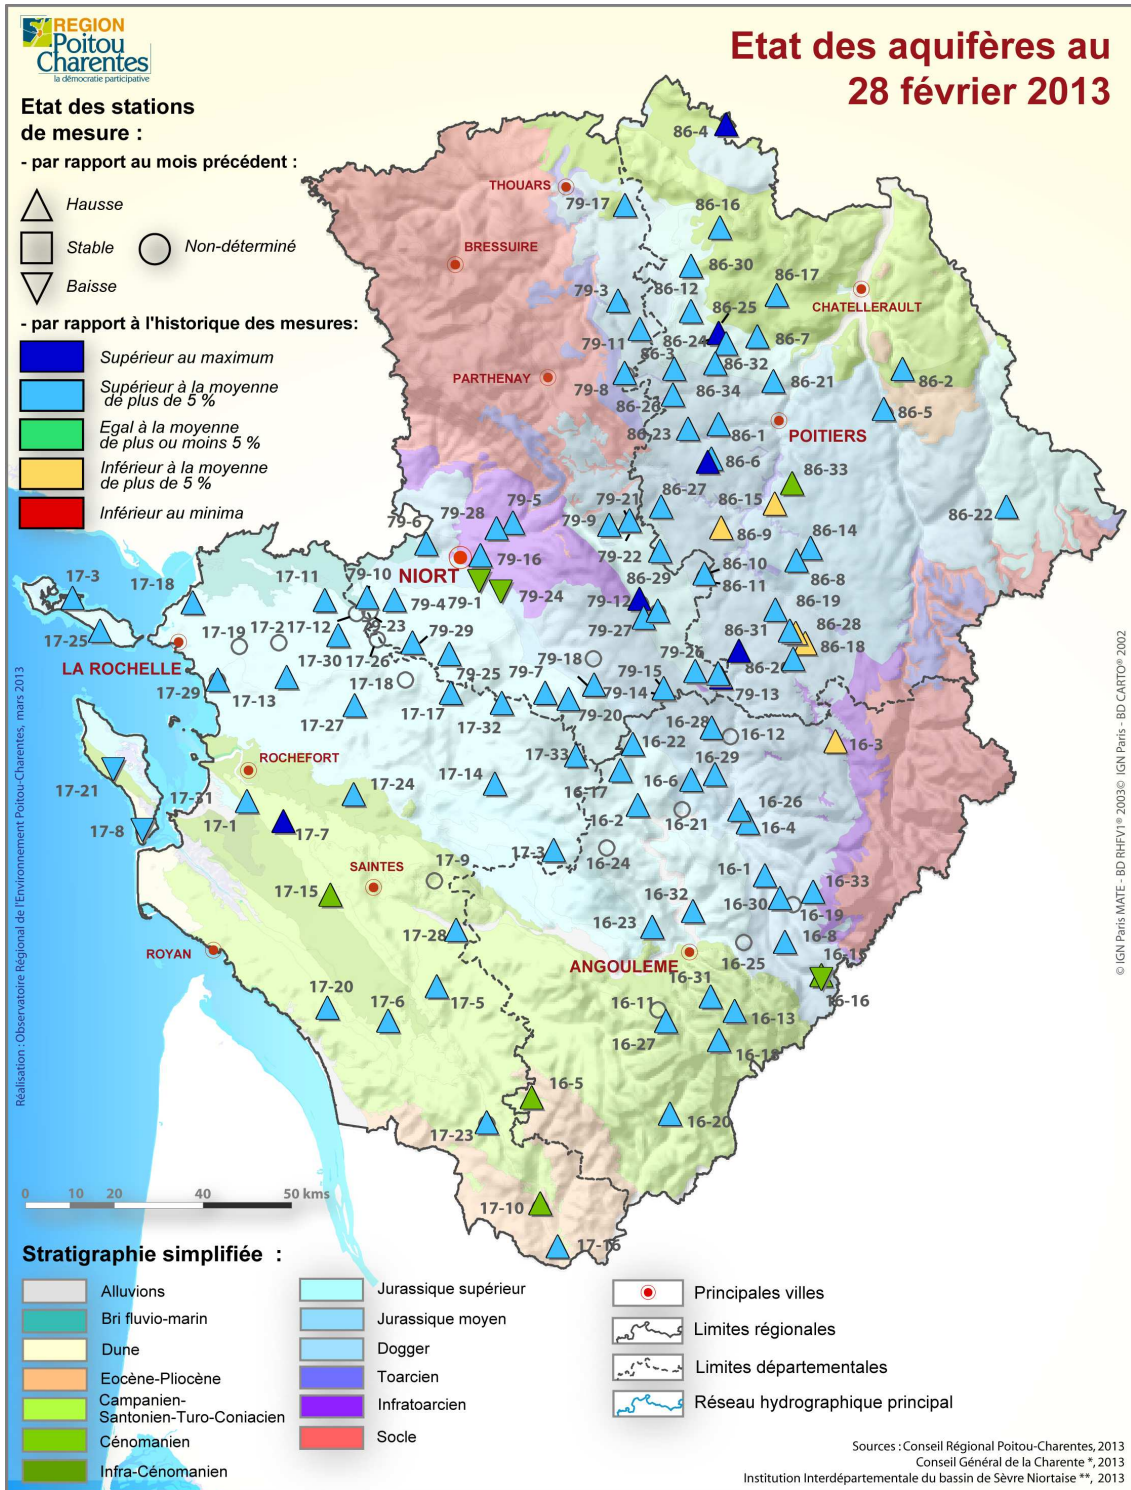 REGION
Poitou
Charentes
la démocratie participative
Etat des aquifères au
28 février 2013
Etat des stations
de mesure :
- par rapport au mois précédent :
Hausse
Stable
Non-déterminé
Baisse
- par rapport à l'historique des mesures:
Supérieur au maximum
Supérieur à la moyenne
de plus de 5 %
Egal à la moyenne
de plus ou moins 5 %
Inférieur à la moyenne
de plus de 5 %
Inférieur au minima
86-4
THOUARS
79-17
86-16
BRESSUIRE
86-30
86-17
79-3
86-12
86-25
CHATELLERAULT
79-11
86-24
86-7
86-3
86-32
PARTHENAY
79-8
86-21
86-2
86-34
86-26
86-5
86-23
86-1
POITIERS
86-6
86-33
86-27
86-15
79-5
79-21
79-28
79-6
79-9
86-9
86-14
86-22
79-16
79-22
NIORT
86-10
86-8
86-29
86-11
17-3
17-18
17-11
79-10
79-4
79-1
79-24
79-12
86-19
17-25
17-19
17-2
17-12
79-23
79-29
79-27
86-31
86-28
86-18
LA ROCHELLE
17-30
17-26
79-18
79-26
86-20
17-18
79-25
79-7
79-15
17-29
17-13
79-14
79-13
17-27
17-17
17-32
79-20
16-28
16-12
16-22
16-3
ROCHEFORT
17-33
16-29
17-21
17-31
17-24
17-14
16-17
16-6
16-26
17-8
17-1
17-7
16-2
16-21
16-4
17-3
16-24
SAINTES
17-9
16-1
17-15
16-32
16-33
16-30
16-19
17-28
16-23
16-8
ROYAN
ANGOULEME
16-25
16-15
16-31
16-16
17-20
17-6
17-5
16-11
16-13
16-27
16-18
16-5
17-23
16-20
17-10
17-16
0 10 20 40 50 kms
Réalisation : Observatoire Régional de l'Environnement Poitou-Charentes, mars 2013
© IGN Paris MATE - BD RHFV1® 2003© IGN Paris - BD CARTO® 2002
Stratigraphie simplifiée :
Alluvions
Bri fluvio-marin
Dune
Eocène-Pliocène
Campanien-
Santonien-Turo-Coniacien
Cénomanien
Infra-Cénomanien
Jurassique supérieur
Jurassique moyen
Dogger
Toarcien
Infratoarcien
Socle
Principales villes
Limites régionales
Limites départementales
Réseau hydrographique principal
Sources : Conseil Régional Poitou-Charentes, 2013
Conseil Général de la Charente *, 2013
Institution Interdépartementale du bassin de Sèvre Niortaise **, 2013